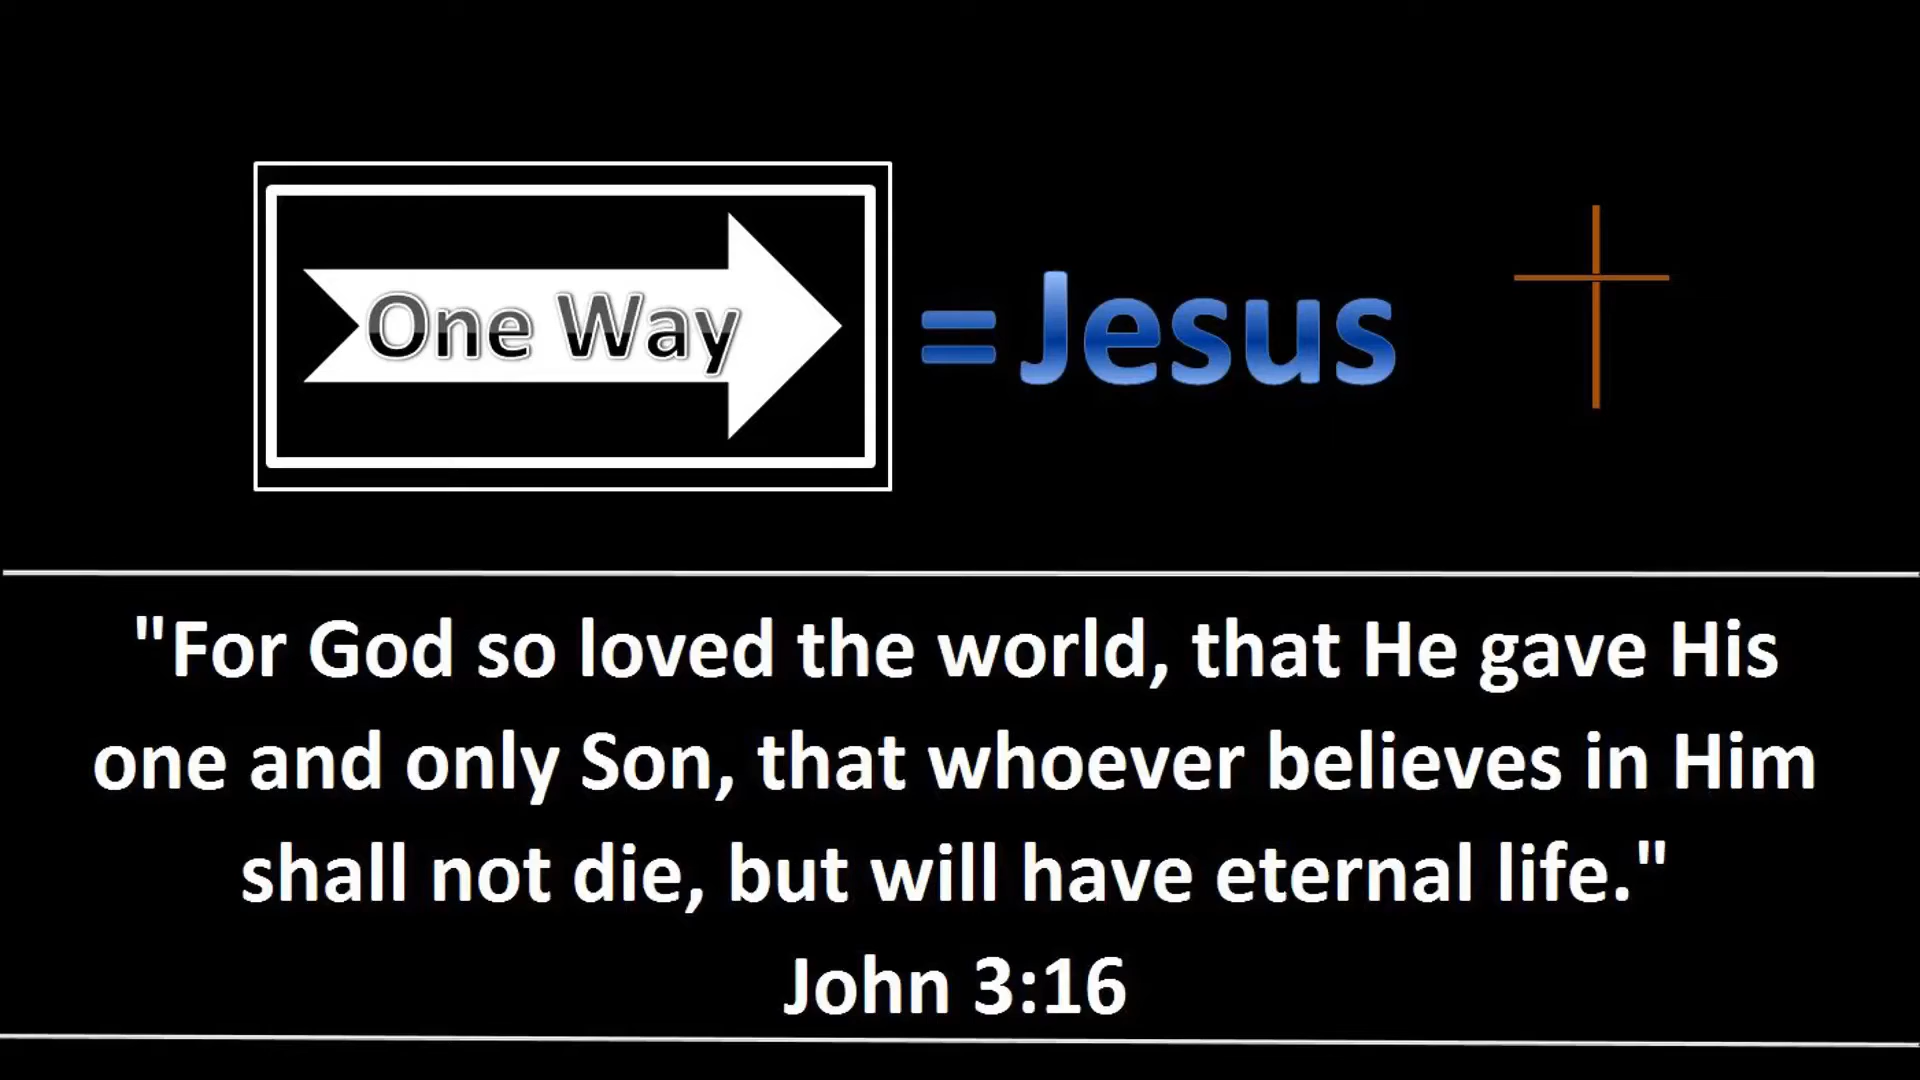 One Way = Jesus
"For God so loved the world, that He gave His
one and only Son, that whoever believes in Him
shall not die, but will have eternal life."
John 3:16